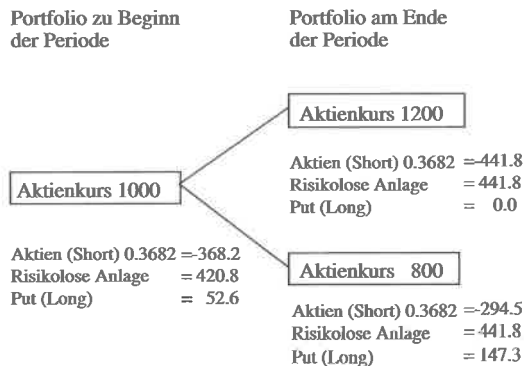 Portfolio zu Beginn
der Periode
Portfolio am Ende
der Periode
Aktienkurs 1200
Aktien (Short) 0.3682 =-441.8
Risikolose Anlage = 441.8
Put (Long) = 0.0
Aktienkurs 1000
Aktien (Short) 0.3682 =-368.2
Risikolose Anlage = 420.8
Put (Long) = 52.6
Aktienkurs 800
Aktien (Short) 0.3682 =-294.5
Risikolose Anlage = 441.8
Put (Long) = 147.3